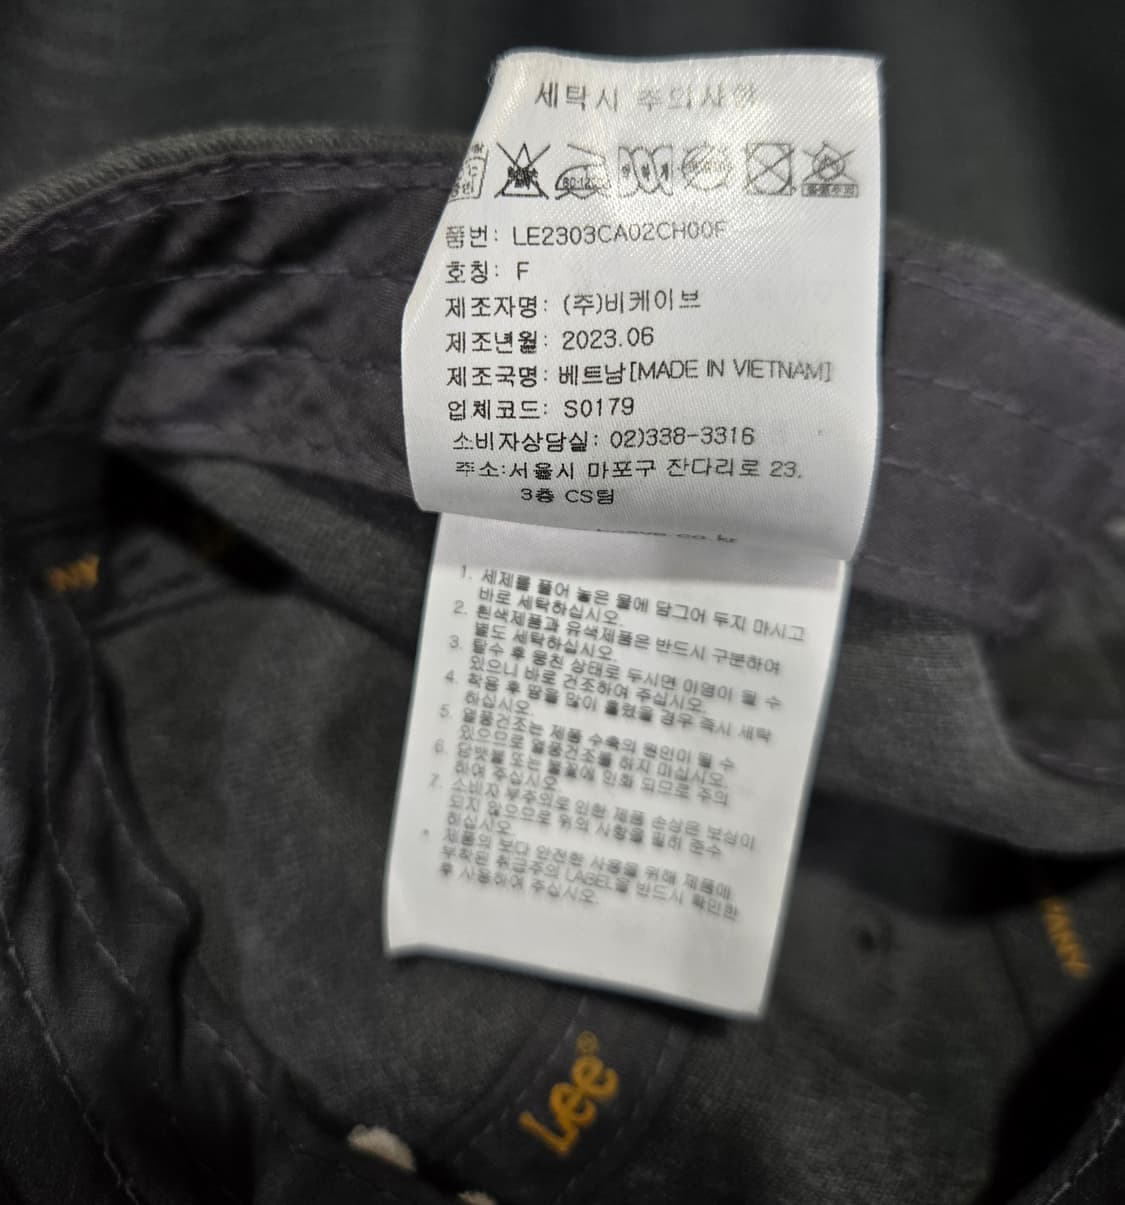 세탁시 주의사항
80-120
품번: LE2303CA02CH00F
호칭: F
제조자명: (주)비케이브
제조년월: 2023.06
제조국명: 베트남[MADE IN VIETNAM]
업체코드: S0179
소비자상담실: 02)338-3316
주소:서울시 마포구 잔다리로 23.
3층 CS팀
co.kr
1. 세제를 풀어 놓은 물에 담그어 두지 마시고
바로 세탁하십시오.
2. 흰색제품과 유색제품은 반드시 구분하여
별도 세탁하십시오.
3. 탈수 후 뭉친 상태로 두시면 이염이 될 수
있으니 바로 건조하여 주십시오.
4. 착용 후 땀을 많이 흘렸을 경우 즉시 세탁
하십시오.
5. 열풍건조는 제품 수축의 원인이 될 수
있으므로 열풍건조를 하지 마십시오.
6. 담뱃불 또는 불꽃에 인화 되므로 주의
하여 주십시오.
7. 소비자 부주의로 인한 제품 손상은 보상이
되지 않으므로 위의 사항을 필히 준수
하십시오.
* 제품의 보다 안전한 사용을 위해 제품에
부착된 취급주의 LABEL을 반드시 확인한
후 사용하여 주십시오.
NY
PANY
Lee®